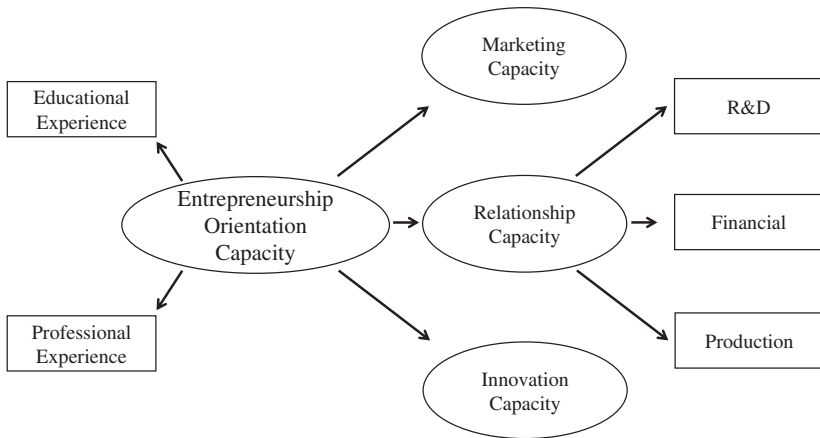 Marketing
Capacity
Educational
Experience
R&D
Entrepreneurship
Orientation
Capacity
Relationship
Capacity
Financial
Professional
Experience
Production
Innovation
Capacity